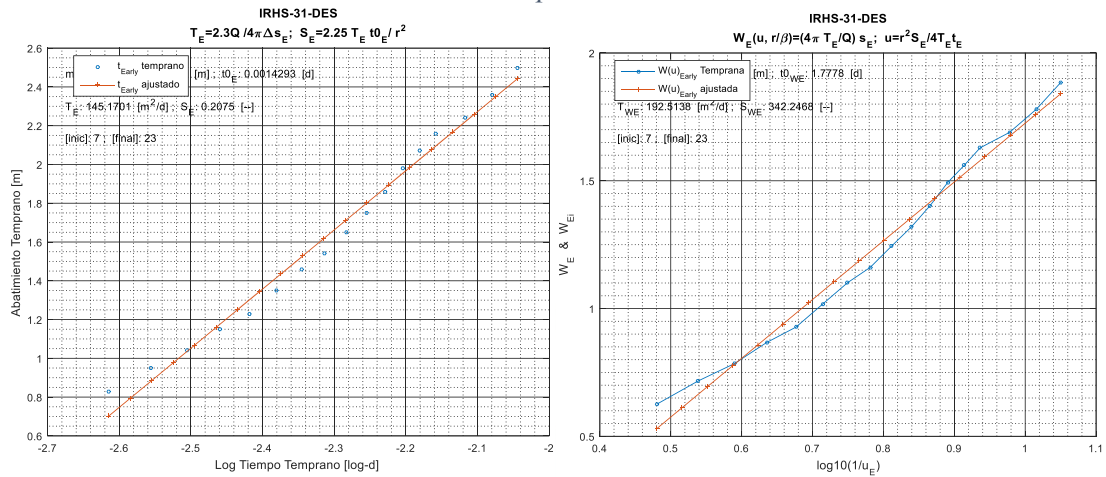 IRHS-31-DES
T_E=2.3Q /4πΔs_E;  S_E=2.25 T_E t0_E/ r²
m
t_Early temprano
t_Early ajustado
[m] ;  t0_E: 0.0014293  [d]
T_E: 145.1701  [m²/d] ;  S_E: 0.2075  [--]
[inic]: 7 ;  [final]: 23
Abatimiento Temprano [m]
2.6
2.4
2.2
2
1.8
1.6
1.4
1.2
1
0.8
0.6
-2.7
-2.6
-2.5
-2.4
-2.3
-2.2
-2.1
-2
Log Tiempo Temprano [log-d]
IRHS-31-DES
W_E(u, r/β)=(4π T_E/Q) s_E;  u=r²S_E/4T_Et_E
W(u)_Early Temprana
W(u)_Early ajustada
[m] ;  t0_WE: 1.7778  [d]
T_WE: 192.5138  [m²/d] ;  S_WE: 342.2468  [--]
[inic]: 7 ;  [final]: 23
W_E  &  W_Ei
2
1.5
1
0.5
0.4
0.5
0.6
0.7
0.8
0.9
1
1.1
log10(1/u_E)